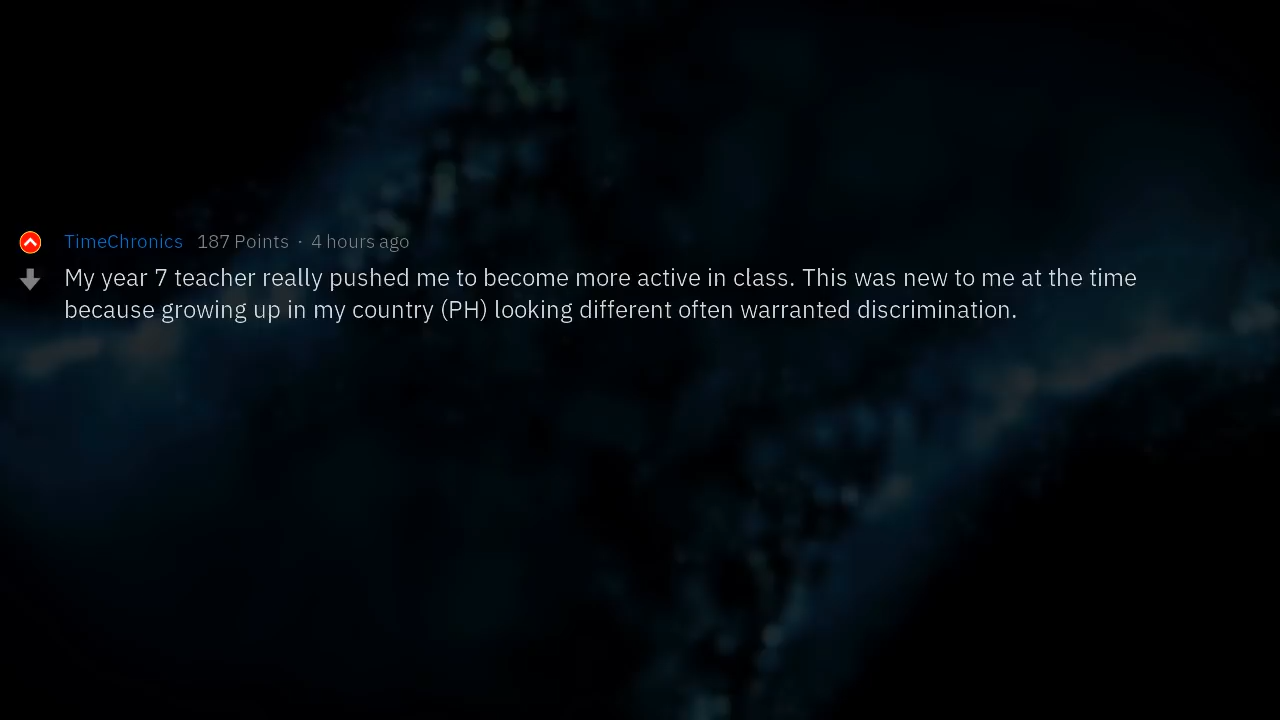 TimeChronics 187 Points · 4 hours ago
My year 7 teacher really pushed me to become more active in class. This was new to me at the time
because growing up in my country (PH) looking different often warranted discrimination.